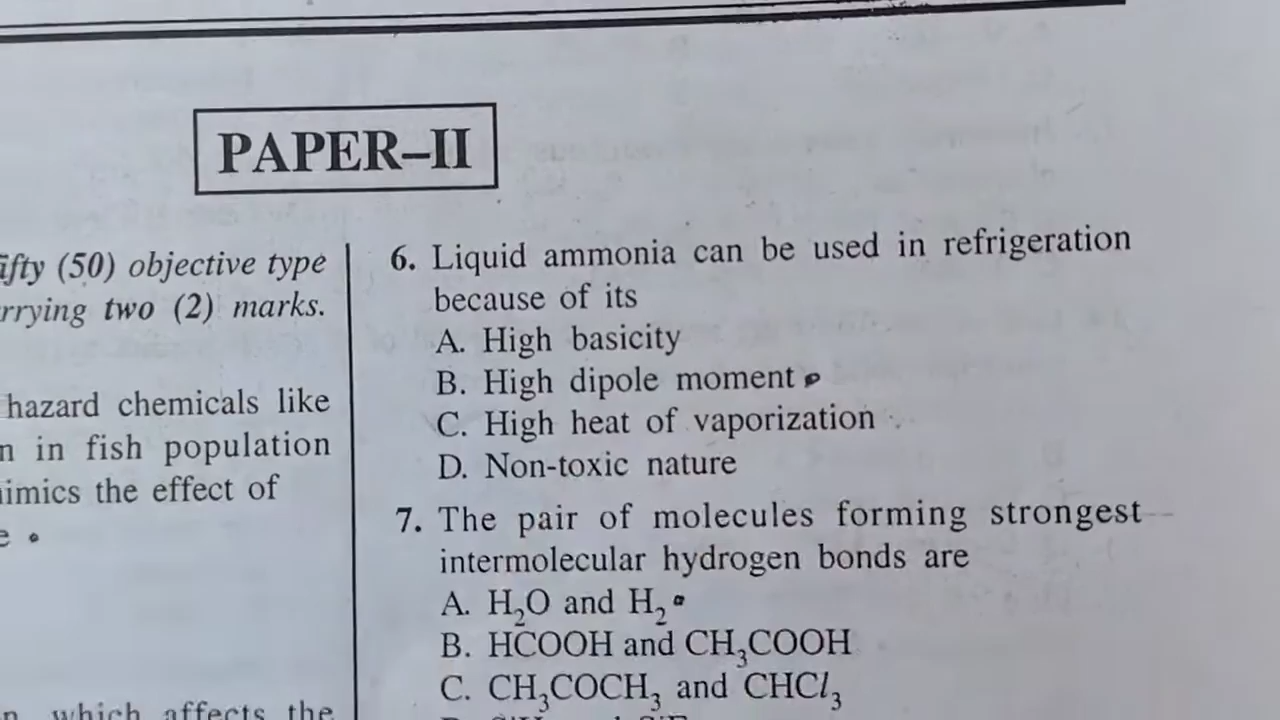 PAPER–II
ifty (50) objective type
rrying two (2) marks.
hazard chemicals like
n in fish population
imics the effect of
e
n which affects the
6. Liquid ammonia can be used in refrigeration
because of its
A. High basicity
B. High dipole moment
C. High heat of vaporization
D. Non-toxic nature
7. The pair of molecules forming strongest
intermolecular hydrogen bonds are
A. H₂O and H₂
B. HCOOH and CH₃COOH
C. CH₃COCH₃ and CHCl₃